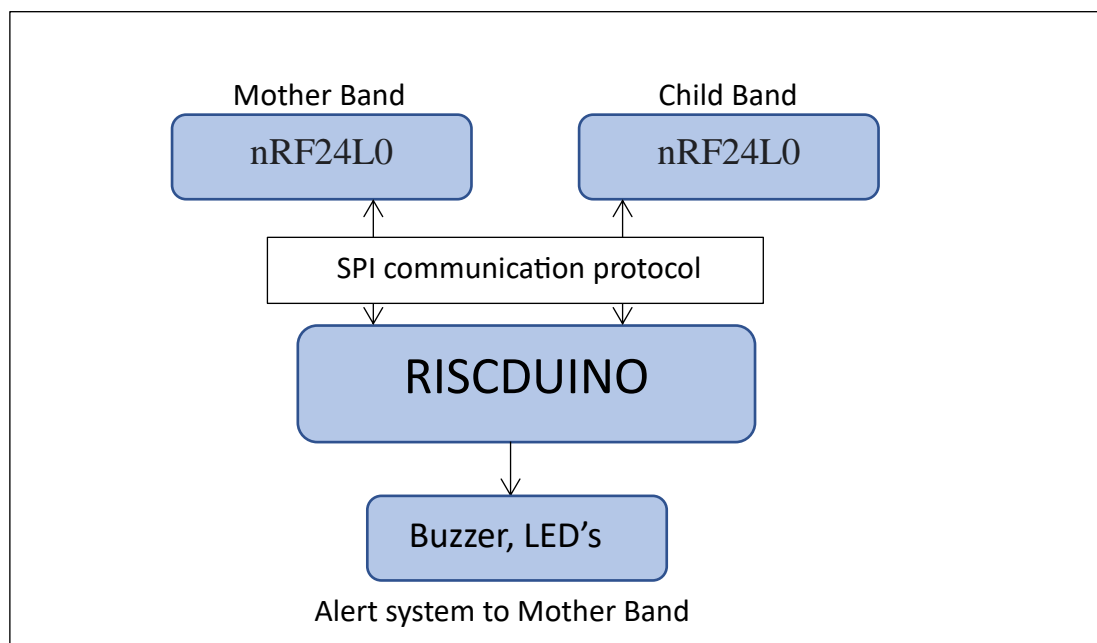 Mother Band
Child Band
nRF24L0
nRF24L0
SPI communication protocol
RISCDUINO
Buzzer, LED’s
Alert system to Mother Band